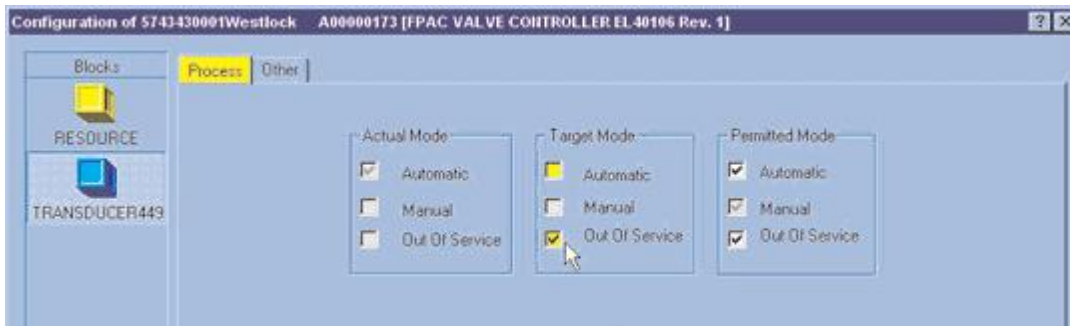 Configuration of 5743430001Westlock A00000173 [FPAC VALVE CONTROLLER EL40106 Rev. 1]
Blocks
RESOURCE
TRANSDUCER449
Process Other
Actual Mode
Automatic
Manual
Out Of Service
Target Mode
Automatic
Manual
Out Of Service
Permitted Mode
Automatic
Manual
Out Of Service